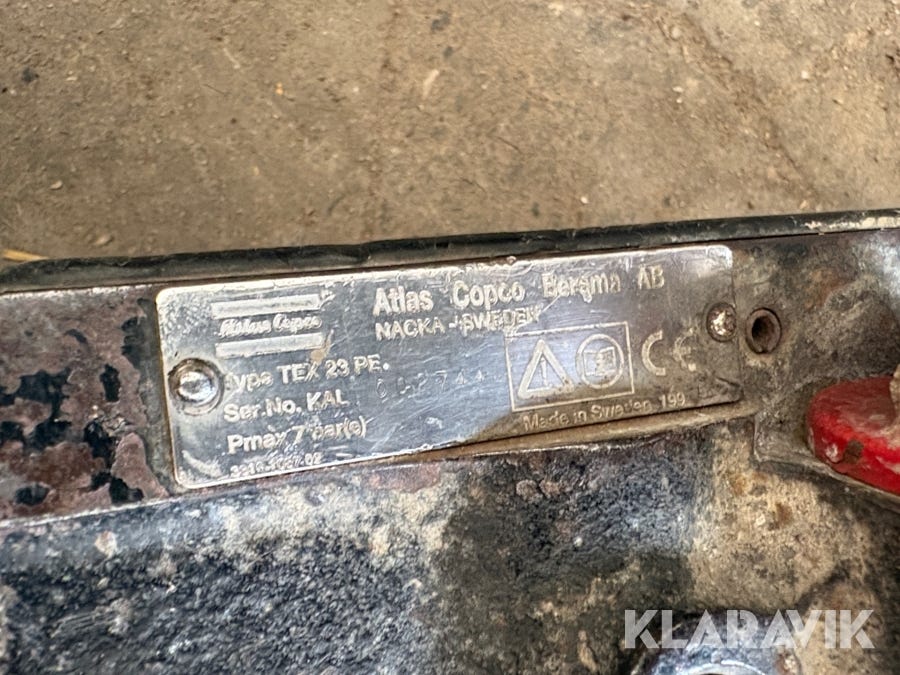 Atlas Copco
Atlas Copco Berema AB
NACKA - SWEDEN
Type TEX 23 PE.
Ser.No. KAL
Pmax 7 bar(e)
CE
Made in Sweden 199
KLARAVIK